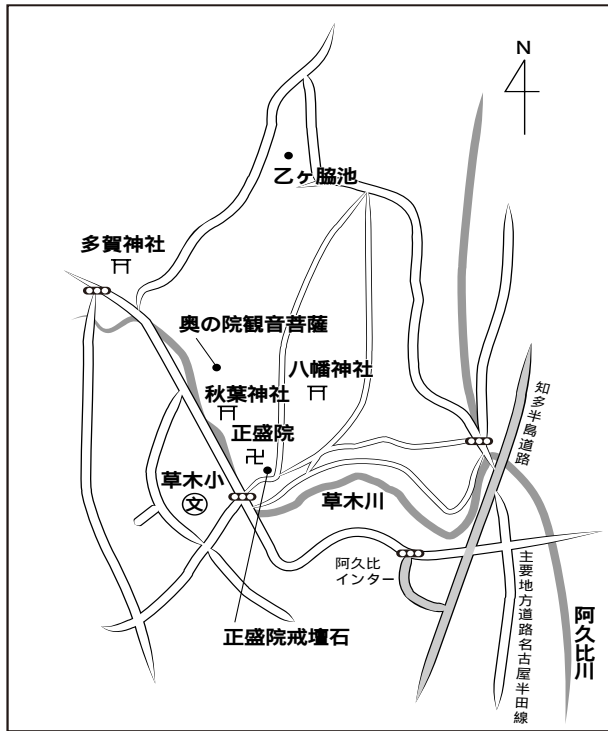 N
乙ヶ脇池
多賀神社
奥の院観音菩薩
八幡神社
秋葉神社
正盛院
知多半島道路
草木小
文
草木川
阿久比
インター
正盛院戒壇石
主要地方道路名古屋半田線
阿久比川